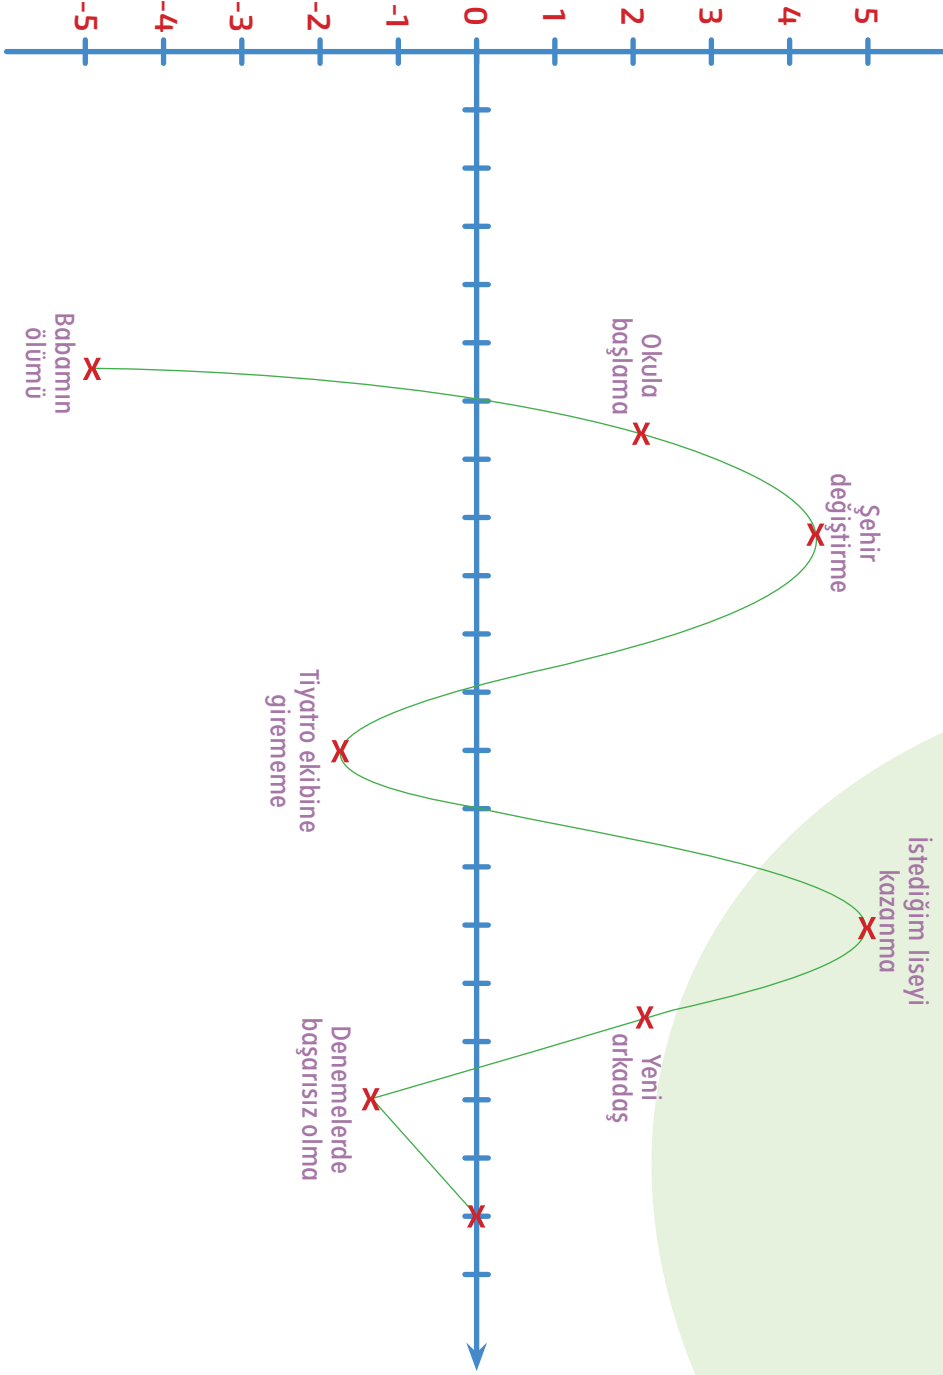 5
4
3
2
1
0
-1
-2
-3
-4
-5
Babamın
ölümü
X
Okula
başlama
X
Şehir
değiştirme
X
Tiyatro ekibine
girememe
X
İstediğim liseyi
kazanma
X
Yeni
arkadaş
X
Denemelerde
başarısız olma
X
X